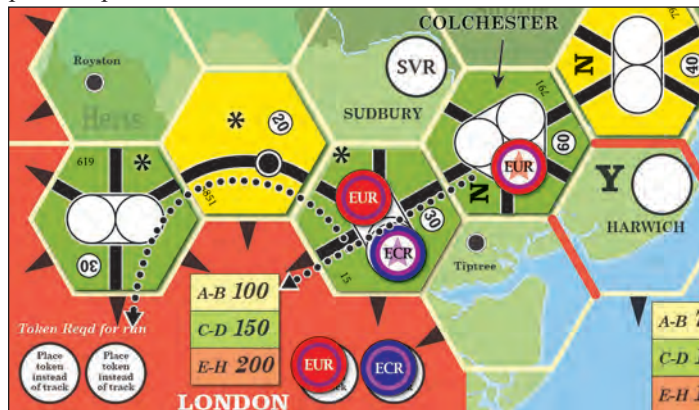 COLCHESTER
Royston
SVR
N
40
Herts
*
20
SUDBURY
791
60
619
*
*
EUR
Y
N
HARWICH
1588
EUR
30
ECR
Tiptree
30
15
A-B 100
C-D 150
E-H 200
Token Reqd for run
Place token instead of track
Place token instead of track
EUR
ECR
LONDON
A-B
C-D
E-H